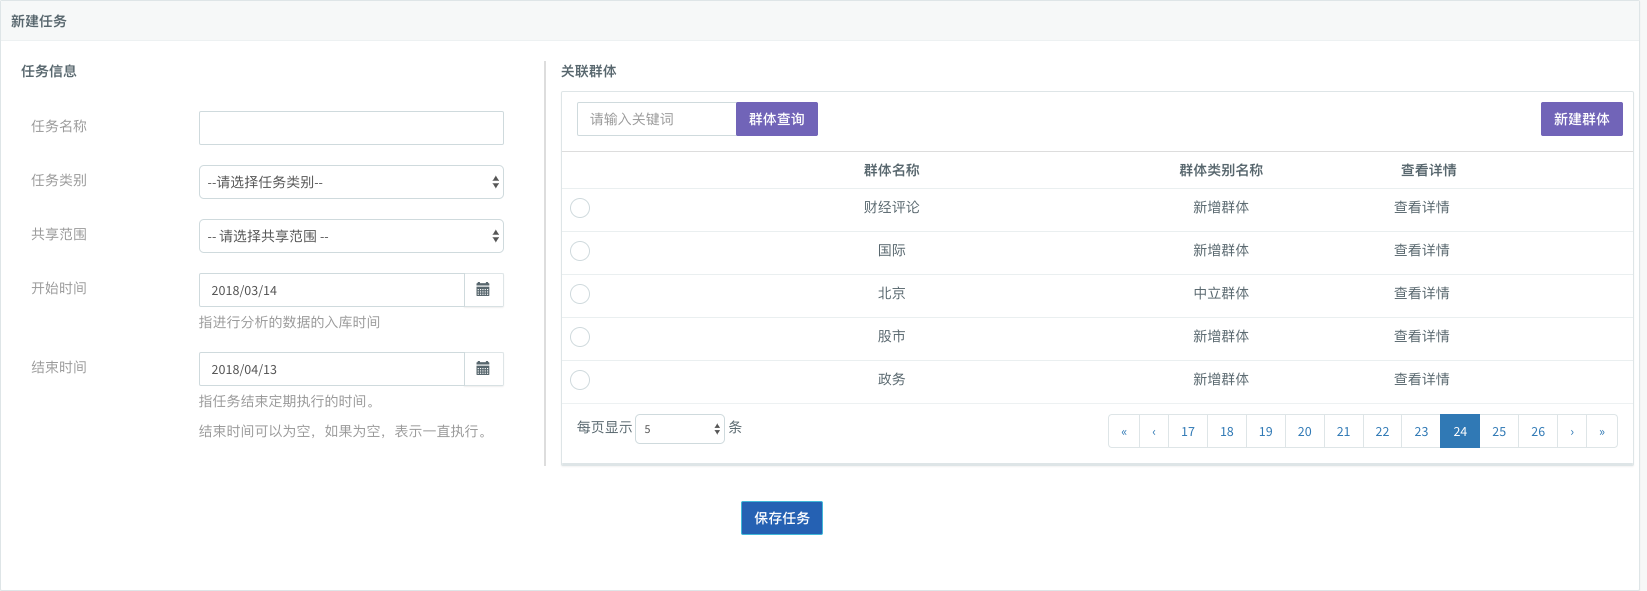 新建任务
任务信息
任务名称
任务类别
--请选择任务类别--
共享范围
-- 请选择共享范围 --
开始时间
2018/03/14
指进行分析的数据的入库时间
结束时间
2018/04/13
指任务结束定期执行的时间。
结束时间可以为空，如果为空，表示一直执行。
关联群体
请输入关键词 群体查询 新建群体
群体名称 群体类别名称 查看详情
财经评论 新增群体 查看详情
国际 新增群体 查看详情
北京 中立群体 查看详情
股市 新增群体 查看详情
政务 新增群体 查看详情
每页显示 5 条 « ‹ 17 18 19 20 21 22 23 24 25 26 › »
保存任务